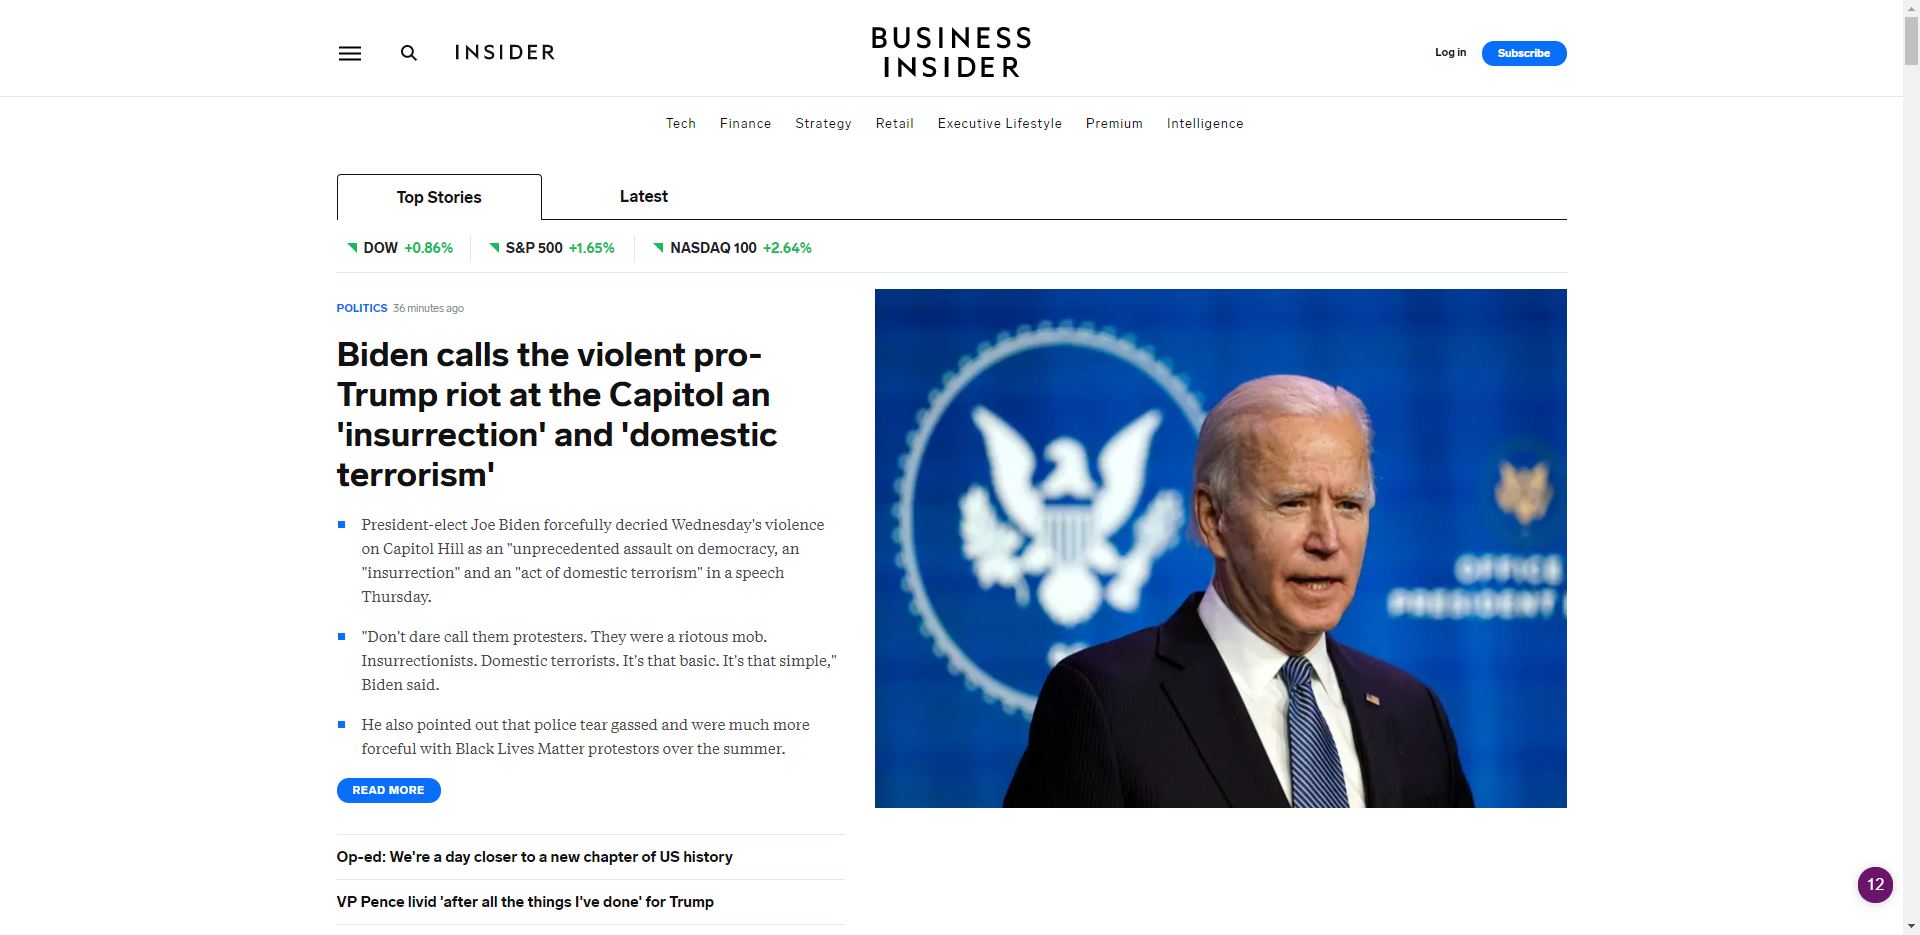 INSIDER
BUSINESS
INSIDER
Log in
Subscribe
Tech Finance Strategy Retail Executive Lifestyle Premium Intelligence
Top Stories
Latest
DOW +0.86% S&P 500 +1.65% NASDAQ 100 +2.64%
POLITICS 36 minutes ago
Biden calls the violent pro-
Trump riot at the Capitol an
'insurrection' and 'domestic
terrorism'
President-elect Joe Biden forcefully decried Wednesday's violence
on Capitol Hill as an "unprecedented assault on democracy, an
"insurrection" and an "act of domestic terrorism" in a speech
Thursday.
"Don't dare call them protesters. They were a riotous mob.
Insurrectionists. Domestic terrorists. It's that basic. It's that simple,"
Biden said.
He also pointed out that police tear gassed and were much more
forceful with Black Lives Matter protestors over the summer.
READ MORE
OFFICE
PRESIDENT
Op-ed: We're a day closer to a new chapter of US history
VP Pence livid 'after all the things I've done' for Trump
12